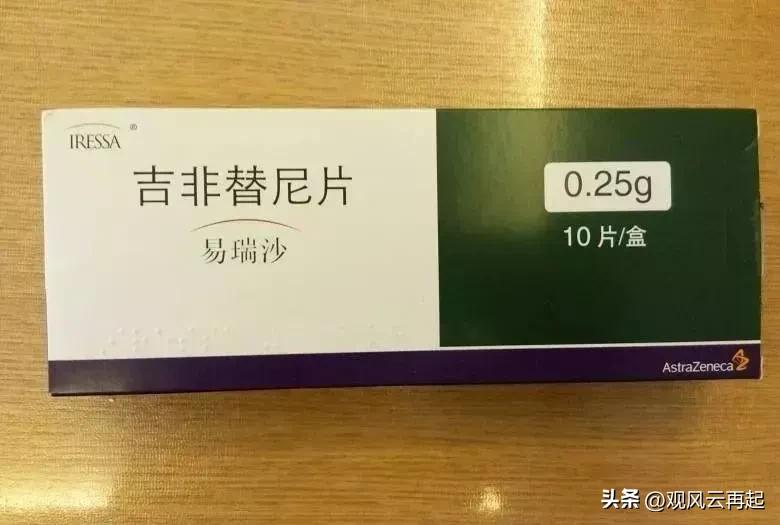 IRESSA ®
吉非替尼片
易瑞沙
0.25g
10片/盒
AstraZeneca
头条 @观风云再起